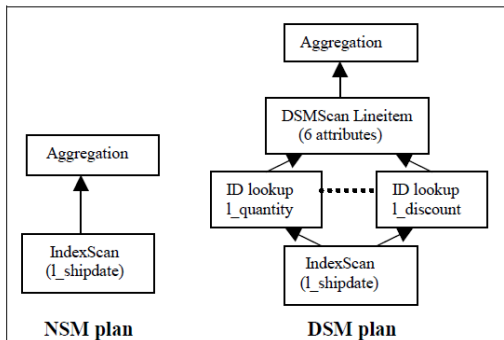 Aggregation
IndexScan
(l_shipdate)
NSM plan
Aggregation
DSMScan Lineitem
(6 attributes)
ID lookup
l_quantity
ID lookup
l_discount
IndexScan
(l_shipdate)
DSM plan